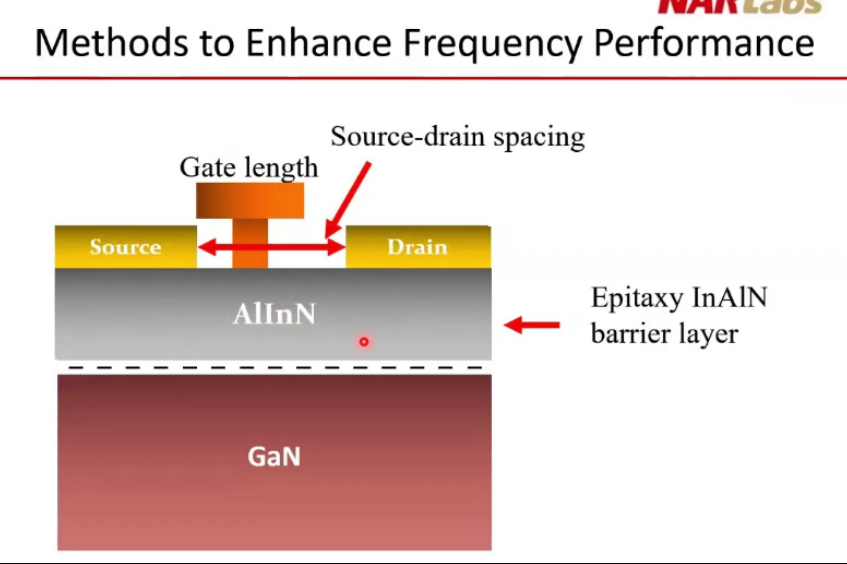 NARLabs
Methods to Enhance Frequency Performance
Source-drain spacing
Gate length
Source
Drain
AlInN
Epitaxy InAlN
barrier layer
GaN